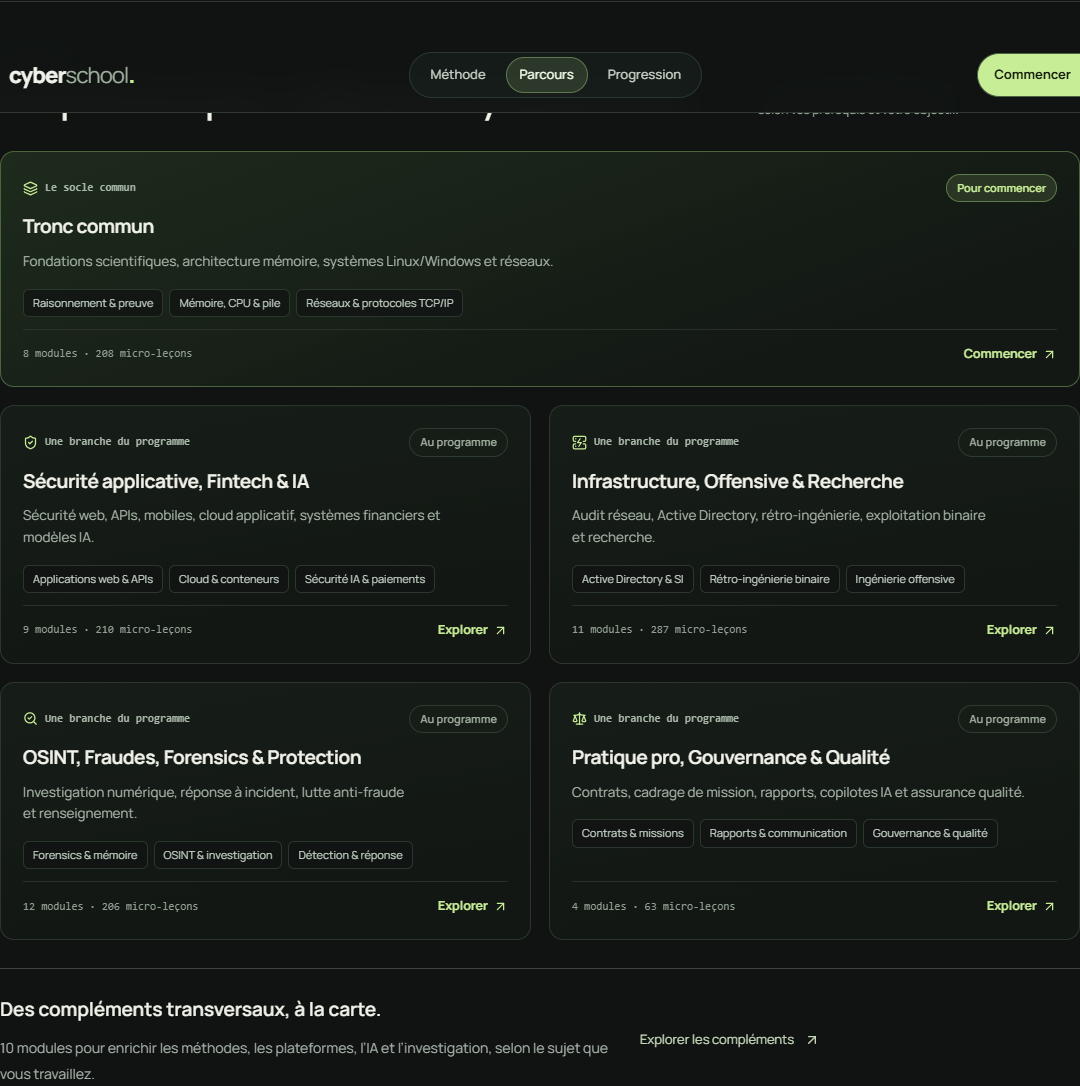 cyberschool.
Méthode
Parcours
Progression
Commencer
Le socle commun
Pour commencer
Tronc commun
Fondations scientifiques, architecture mémoire, systèmes Linux/Windows et réseaux.
Raisonnement & preuve
Mémoire, CPU & pile
Réseaux & protocoles TCP/IP
8 modules · 208 micro-leçons
Commencer
Une branche du programme
Au programme
Sécurité applicative, Fintech & IA
Sécurité web, APIs, mobiles, cloud applicatif, systèmes financiers et
modèles IA.
Applications web & APIs
Cloud & conteneurs
Sécurité IA & paiements
9 modules · 210 micro-leçons
Explorer
Une branche du programme
Au programme
Infrastructure, Offensive & Recherche
Audit réseau, Active Directory, rétro-ingénierie, exploitation binaire
et recherche.
Active Directory & SI
Rétro-ingénierie binaire
Ingénierie offensive
11 modules · 287 micro-leçons
Explorer
Une branche du programme
Au programme
OSINT, Fraudes, Forensics & Protection
Investigation numérique, réponse à incident, lutte anti-fraude
et renseignement.
Forensics & mémoire
OSINT & investigation
Détection & réponse
12 modules · 206 micro-leçons
Explorer
Une branche du programme
Au programme
Pratique pro, Gouvernance & Qualité
Contrats, cadrage de mission, rapports, copilotes IA et assurance qualité.
Contrats & missions
Rapports & communication
Gouvernance & qualité
4 modules · 63 micro-leçons
Explorer
Des compléments transversaux, à la carte.
10 modules pour enrichir les méthodes, les plateformes, l'IA et l'investigation, selon le sujet que
vous travaillez.
Explorer les compléments